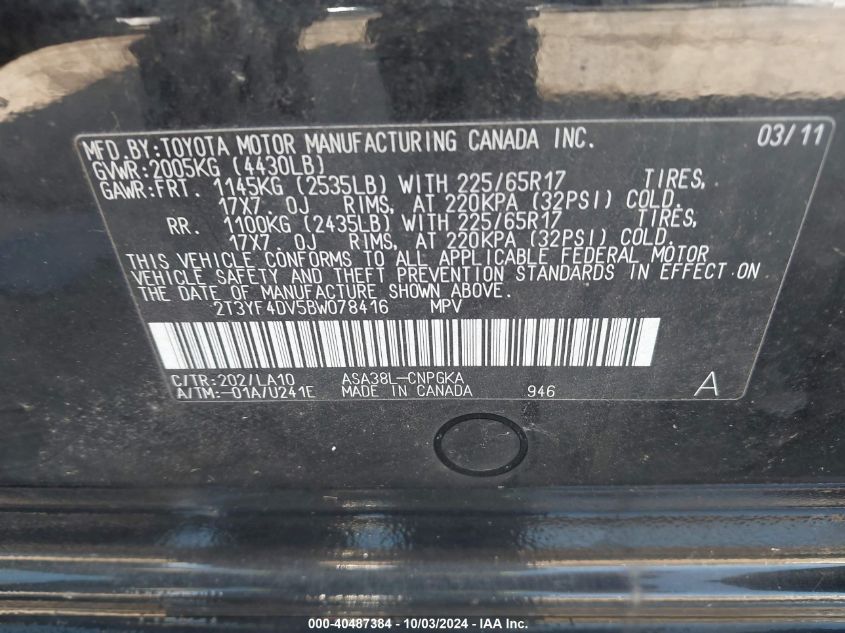 MFD.BY:TOYOTA MOTOR MANUFACTURING CANADA INC. 03/11
GVWR:2005KG (4430LB)
GAWR:FRT. 1145KG (2535LB) WITH 225/65R17 TIRES,
17X7.0J RIMS, AT 220KPA (32PSI) COLD.
RR. 1100KG (2435LB) WITH 225/65R17 TIRES,
17X7.0J RIMS, AT 220KPA (32PSI) COLD.
THIS VEHICLE CONFORMS TO ALL APPLICABLE FEDERAL MOTOR
VEHICLE SAFETY AND THEFT PREVENTION STANDARDS IN EFFECT ON
THE DATE OF MANUFACTURE SHOWN ABOVE.
2T3YF4DV5BW078416 MPV
C/TR:202/LA10 ASA38L-CNPGKA
A/TM:-01A/U241E MADE IN CANADA 946 A
000-40487384 - 10/03/2024 - IAA Inc.